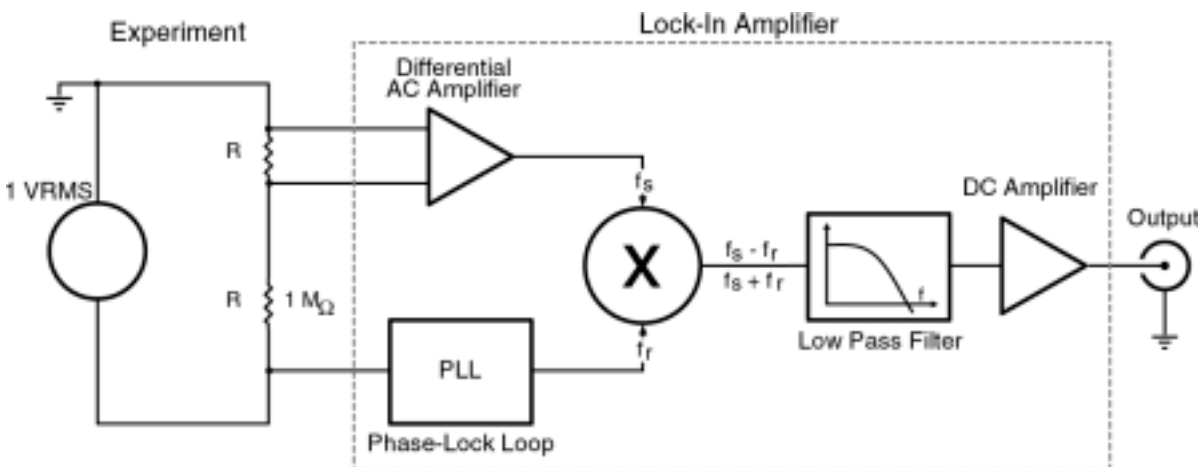 Experiment
Lock-In Amplifier
Differential
AC Amplifier
R
1 VRMS
fs
DC Amplifier
Output
X
fs - fr
fs + fr
f
R 1 MΩ
Low Pass Filter
fr
PLL
Phase-Lock Loop